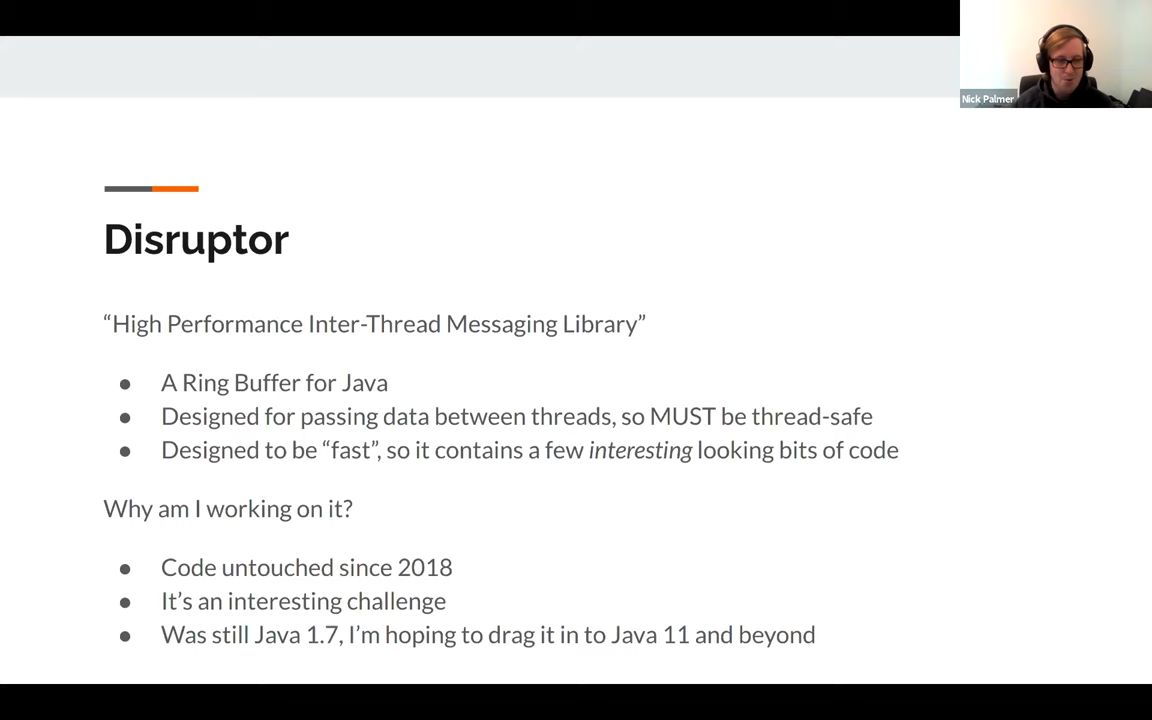 Nick Palmer
Disruptor
“High Performance Inter-Thread Messaging Library”
● A Ring Buffer for Java
● Designed for passing data between threads, so MUST be thread-safe
● Designed to be “fast”, so it contains a few interesting looking bits of code
Why am I working on it?
● Code untouched since 2018
● It’s an interesting challenge
● Was still Java 1.7, I’m hoping to drag it in to Java 11 and beyond